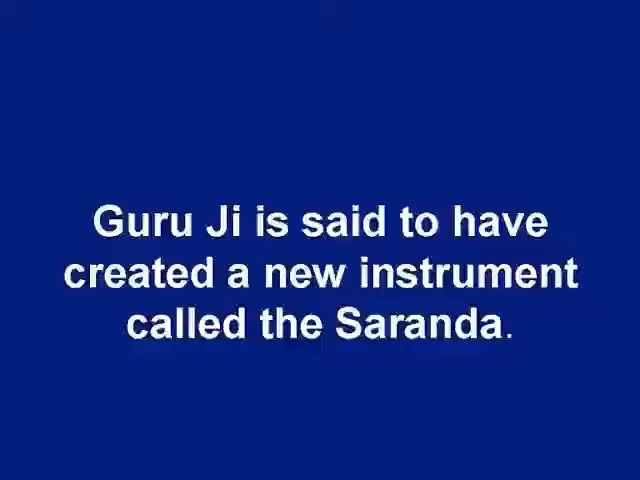 Guru Ji is said to have
created a new instrument
called the Saranda.